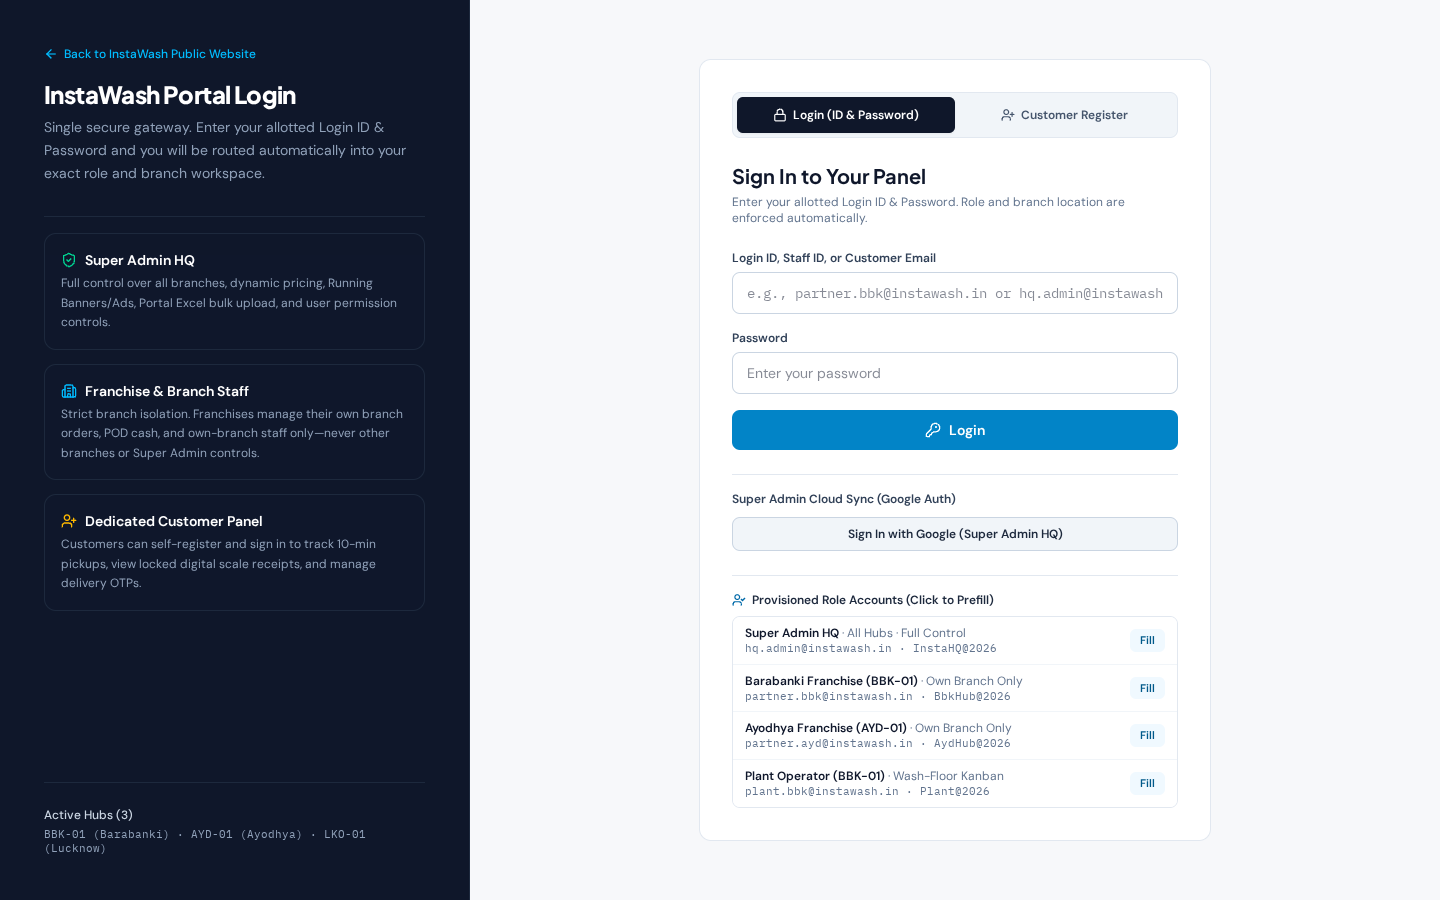 Back to InstaWash Public Website
InstaWash Portal Login
Single secure gateway. Enter your allotted Login ID &
Password and you will be routed automatically into your
exact role and branch workspace.
Super Admin HQ
Full control over all branches, dynamic pricing, Running
Banners/Ads, Portal Excel bulk upload, and user permission
controls.
Franchise & Branch Staff
Strict branch isolation. Franchises manage their own branch
orders, POD cash, and own-branch staff only—never other
branches or Super Admin controls.
Dedicated Customer Panel
Customers can self-register and sign in to track 10-min
pickups, view locked digital scale receipts, and manage
delivery OTPs.
Active Hubs (3)
BBK-01 (Barabanki) · AYD-01 (Ayodhya) · LKO-01
(Lucknow)
Login (ID & Password)
Customer Register
Sign In to Your Panel
Enter your allotted Login ID & Password. Role and branch location are
enforced automatically.
Login ID, Staff ID, or Customer Email
e.g., partner.bbk@instawash.in or hq.admin@instawash
Password
Enter your password
Login
Super Admin Cloud Sync (Google Auth)
Sign In with Google (Super Admin HQ)
Provisioned Role Accounts (Click to Prefill)
Super Admin HQ · All Hubs · Full Control
hq.admin@instawash.in · InstaHQ@2026
Fill
Barabanki Franchise (BBK-01) · Own Branch Only
partner.bbk@instawash.in · BbkHub@2026
Fill
Ayodhya Franchise (AYD-01) · Own Branch Only
partner.ayd@instawash.in · AydHub@2026
Fill
Plant Operator (BBK-01) · Wash-Floor Kanban
plant.bbk@instawash.in · Plant@2026
Fill